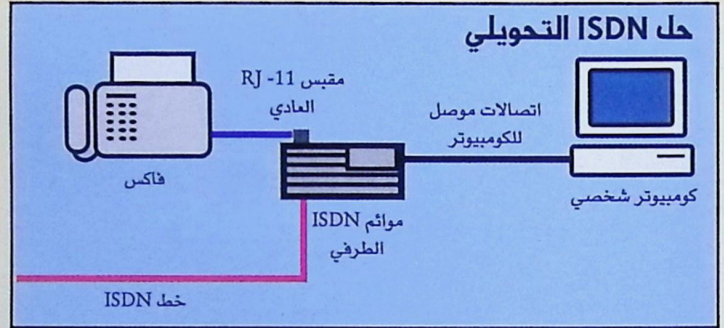 حل ISDN التحويلي
مقبس RJ -11
العادي
اتصالات موصل
للكومبيوتر
فاكس
كومبيوتر شخصي
موائم ISDN
الطرفي
خط ISDN